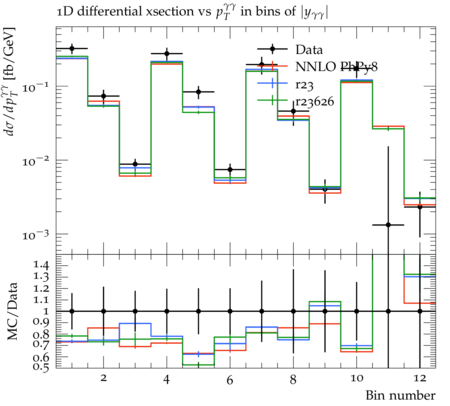 1D differential xsection vs p_T^γγ in bins of |y_γγ|
dσ/dp_T^γγ [fb/GeV]
10^−1
10^−2
10^−3
Data
NNLO PhPy8
r23
r23626
MC/Data
1.4
1.3
1.2
1.1
1
0.9
0.8
0.7
0.6
0.5
2 4 6 8 10 12
Bin number